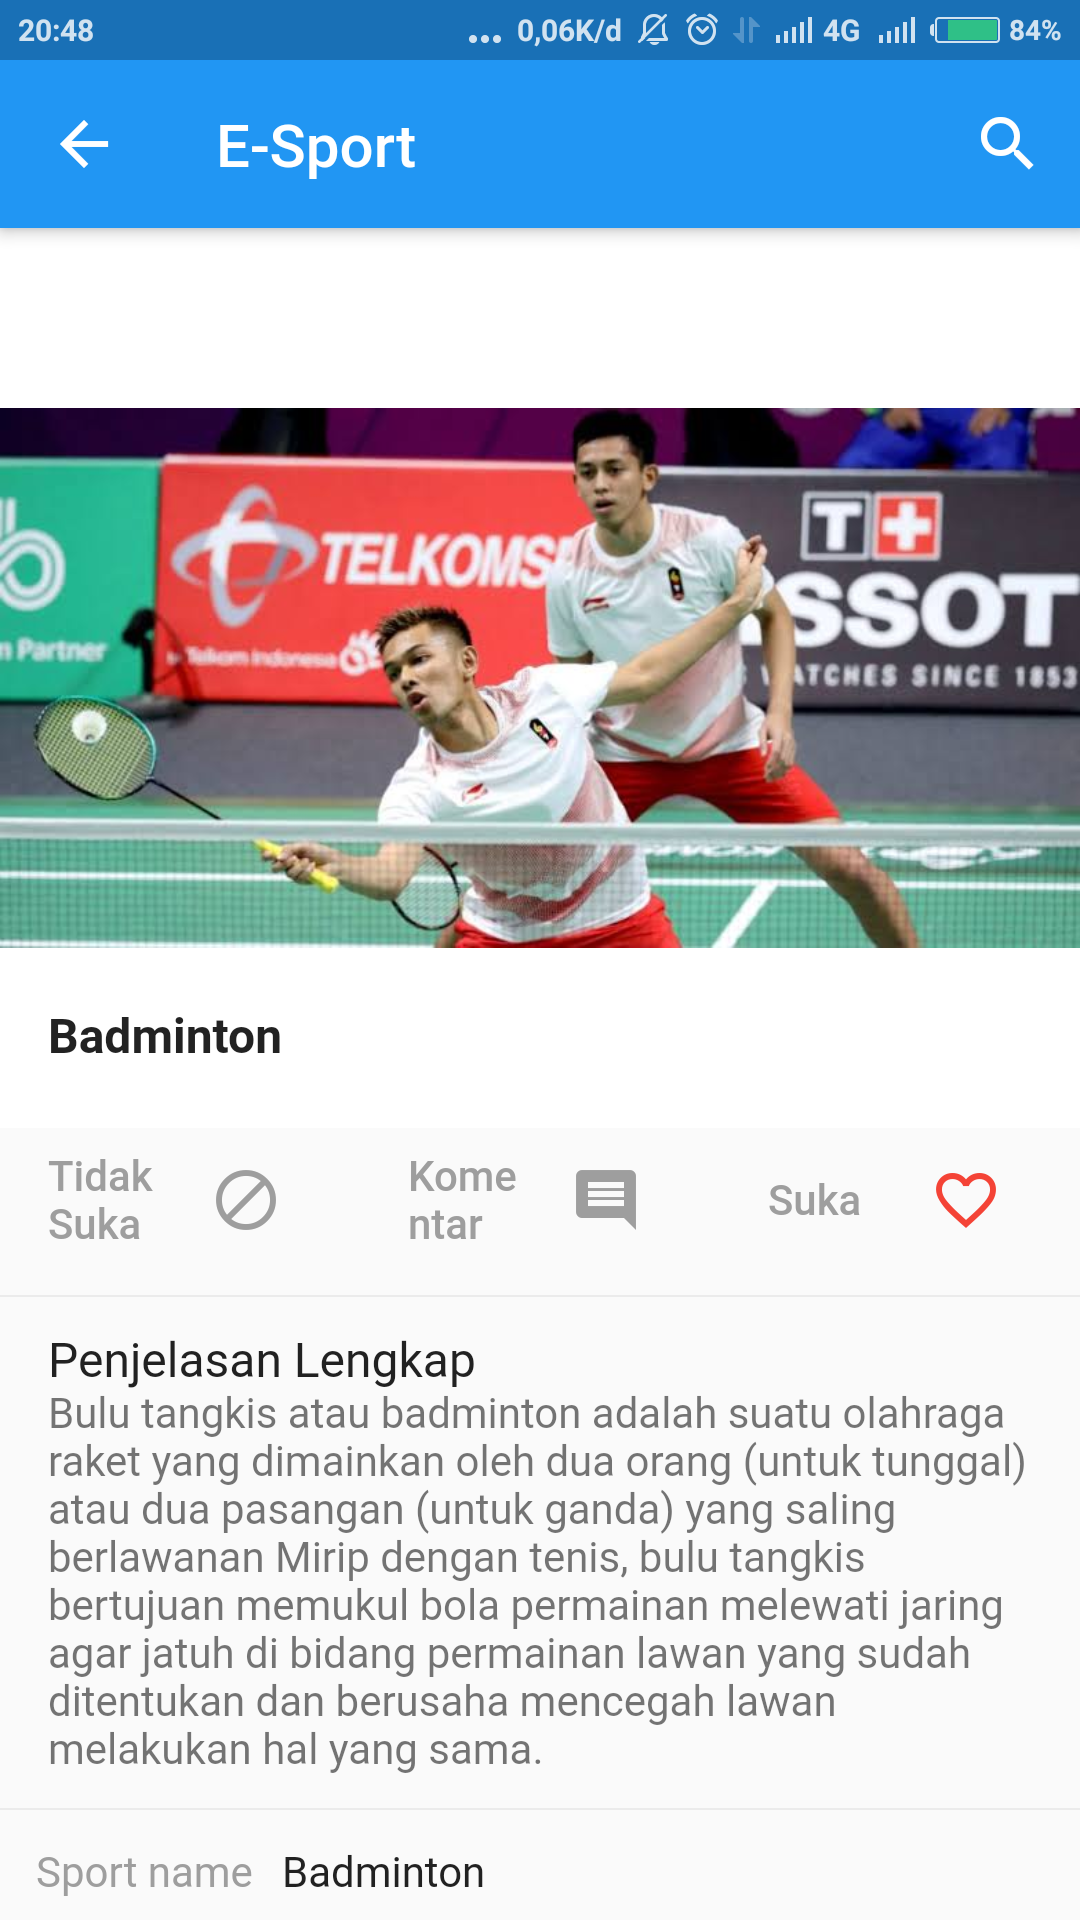 20:48
... 0,06K/d 4G 84%
E-Sport
TELKOMS
T+
SSOT
WATCHES SINCE 1853
Partner
Telkom Indonesia
Badminton
Tidak
Suka
Kome
ntar
Suka
Penjelasan Lengkap
Bulu tangkis atau badminton adalah suatu olahraga
raket yang dimainkan oleh dua orang (untuk tunggal)
atau dua pasangan (untuk ganda) yang saling
berlawanan Mirip dengan tenis, bulu tangkis
bertujuan memukul bola permainan melewati jaring
agar jatuh di bidang permainan lawan yang sudah
ditentukan dan berusaha mencegah lawan
melakukan hal yang sama.
Sport name Badminton